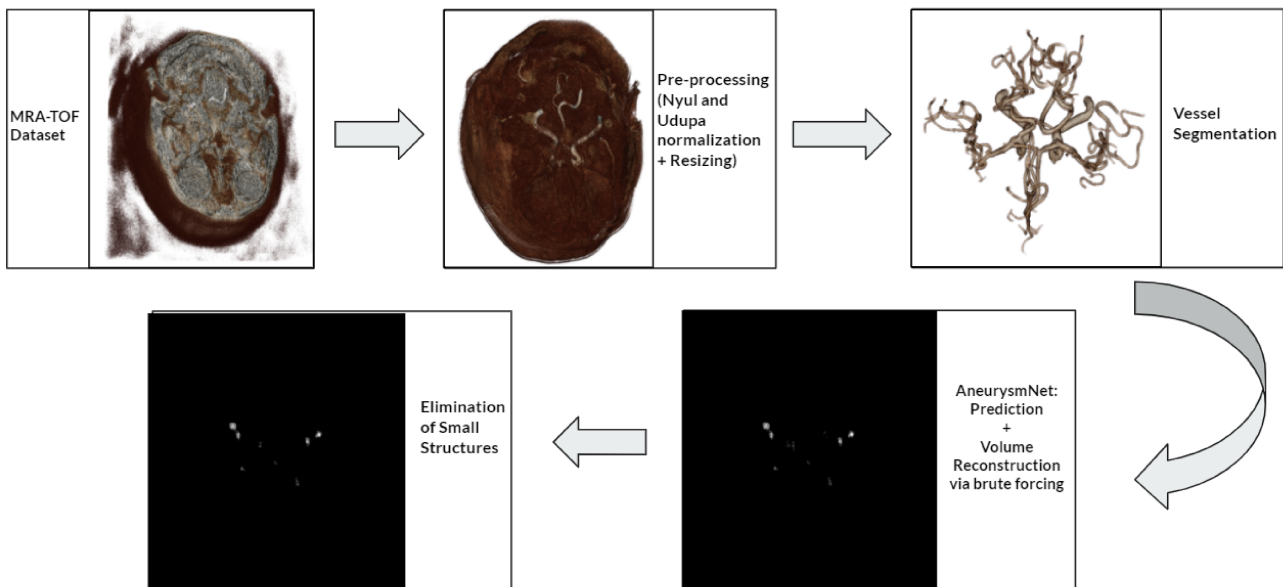 MRA-TOF
Dataset
Pre-processing
(Nyul and
Udupa
normalization
+ Resizing)
Vessel
Segmentation
AneurysmNet:
Prediction
+
Volume
Reconstruction
via brute forcing
Elimination
of Small
Structures